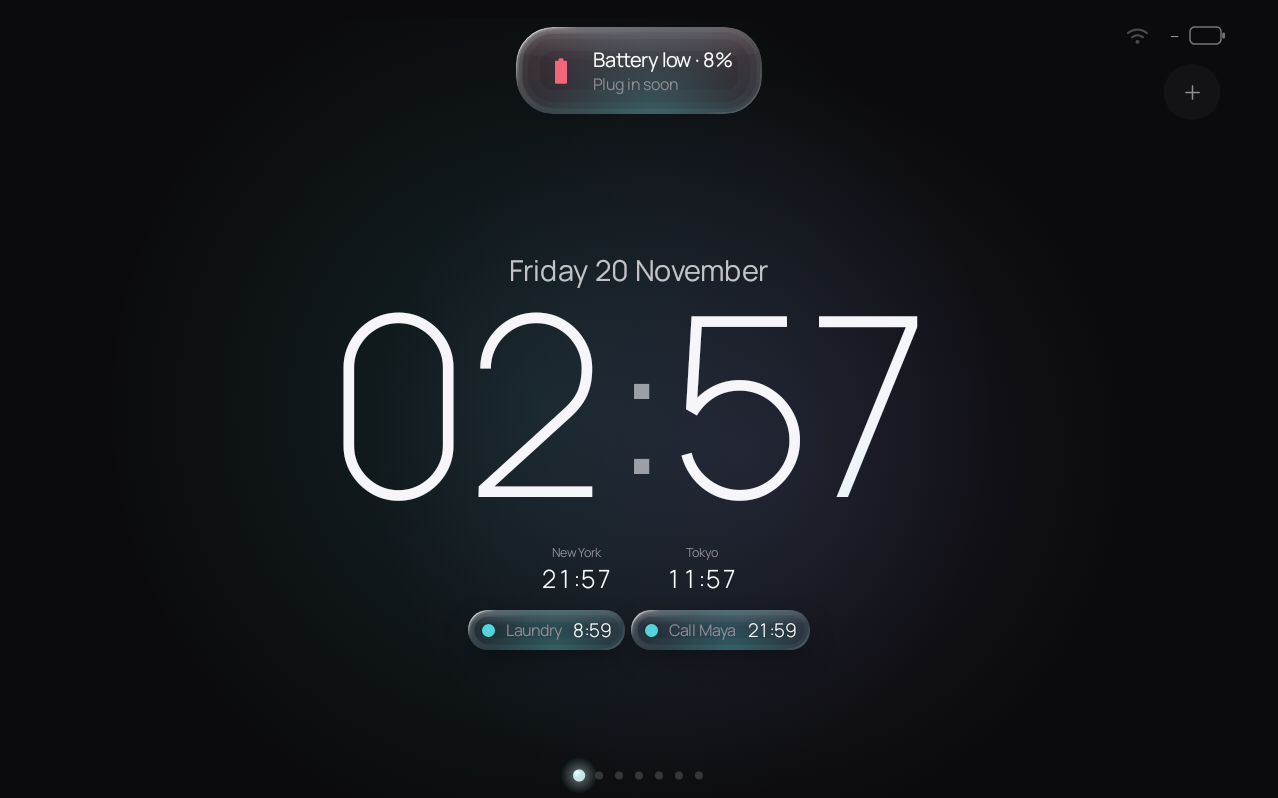 Battery low · 8%
Plug in soon
–
+
Friday 20 November
02:57
New York
21:57
Tokyo
11:57
Laundry 8:59
Call Maya 21:59